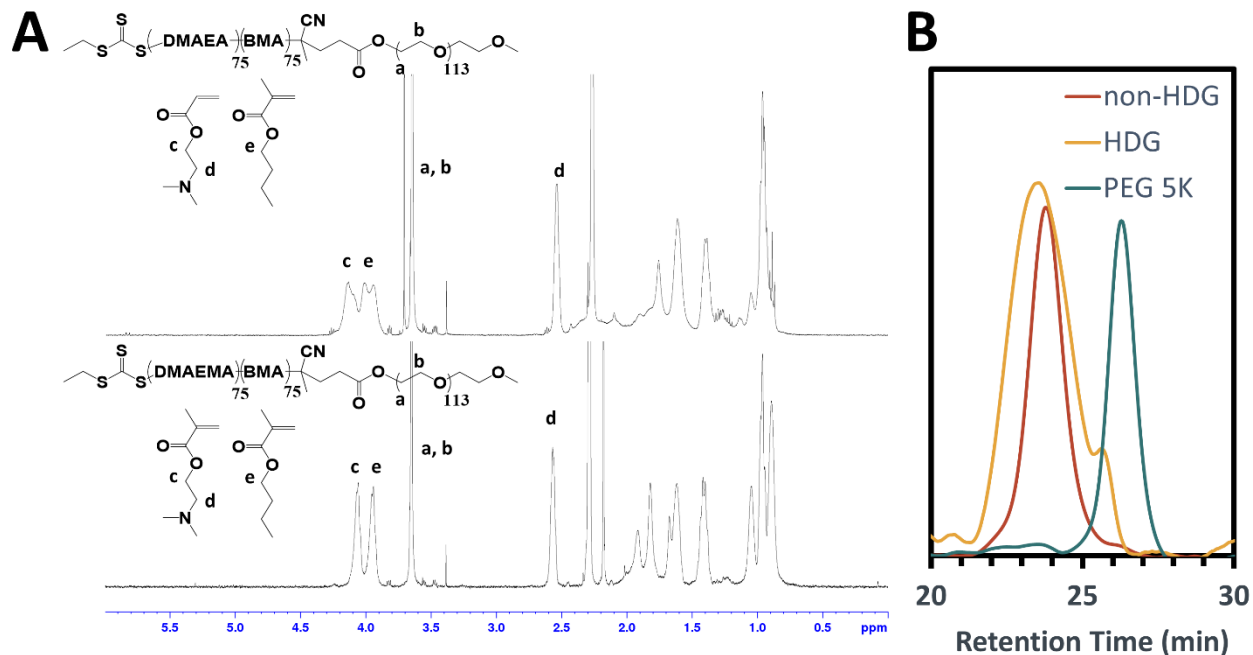 A
S
CN
b
S S ( DMAEA )( BMA ) O ( O ) O
75 75 O a 113
O O
O O
c e
d
N
a, b
d
c e
S
CN
b
S S ( DMAEMA )( BMA ) O ( O ) O
75 75 O a 113
O O
O O
c e
d
N
a, b
d
c e
5.5 5.0 4.5 4.0 3.5 3.0 2.5 2.0 1.5 1.0 0.5 ppm
B
non-HDG
HDG
PEG 5K
20 25 30
Retention Time (min)